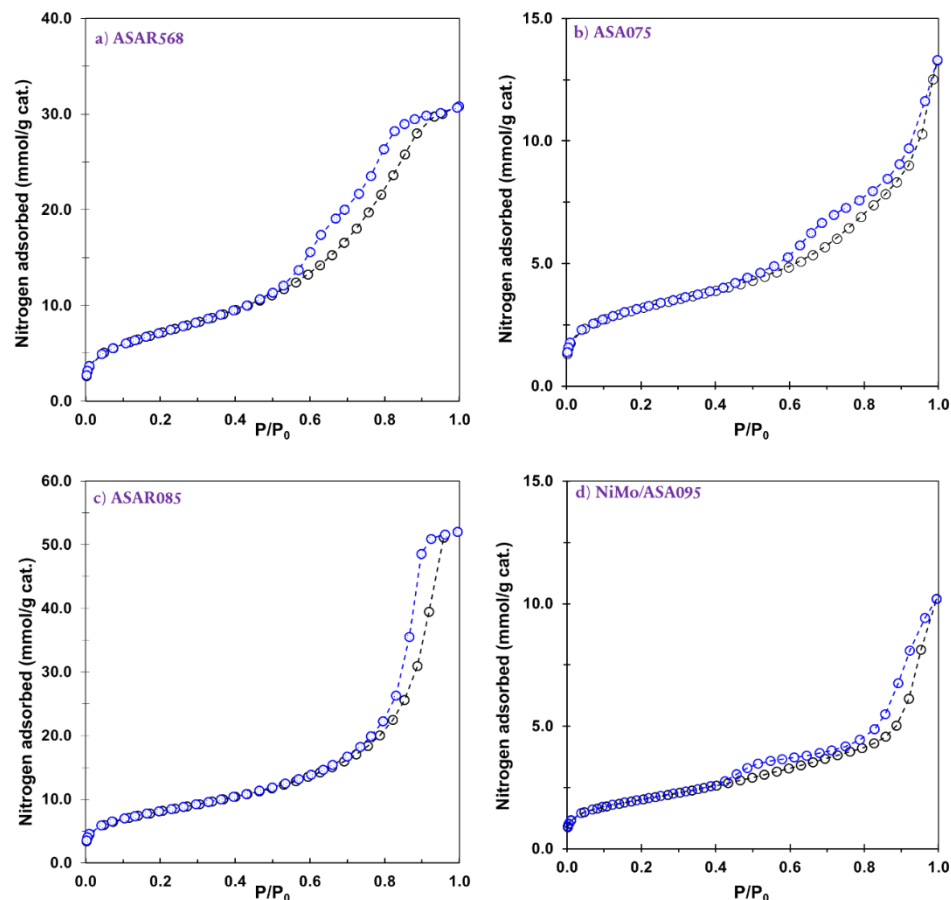 a) ASAR568
Nitrogen adsorbed (mmol/g cat.)
40.0
30.0
20.0
10.0
0.0
0.0 0.2 0.4 0.6 0.8 1.0
P/P₀
b) ASA075
Nitrogen adsorbed (mmol/g cat.)
15.0
10.0
5.0
0.0
0.0 0.2 0.4 0.6 0.8 1.0
P/P₀
c) ASAR085
Nitrogen adsorbed (mmol/g cat.)
60.0
50.0
40.0
30.0
20.0
10.0
0.0
0.0 0.2 0.4 0.6 0.8 1.0
P/P₀
d) NiMo/ASA095
Nitrogen adsorbed (mmol/g cat.)
15.0
10.0
5.0
0.0
0.0 0.2 0.4 0.6 0.8 1.0
P/P₀